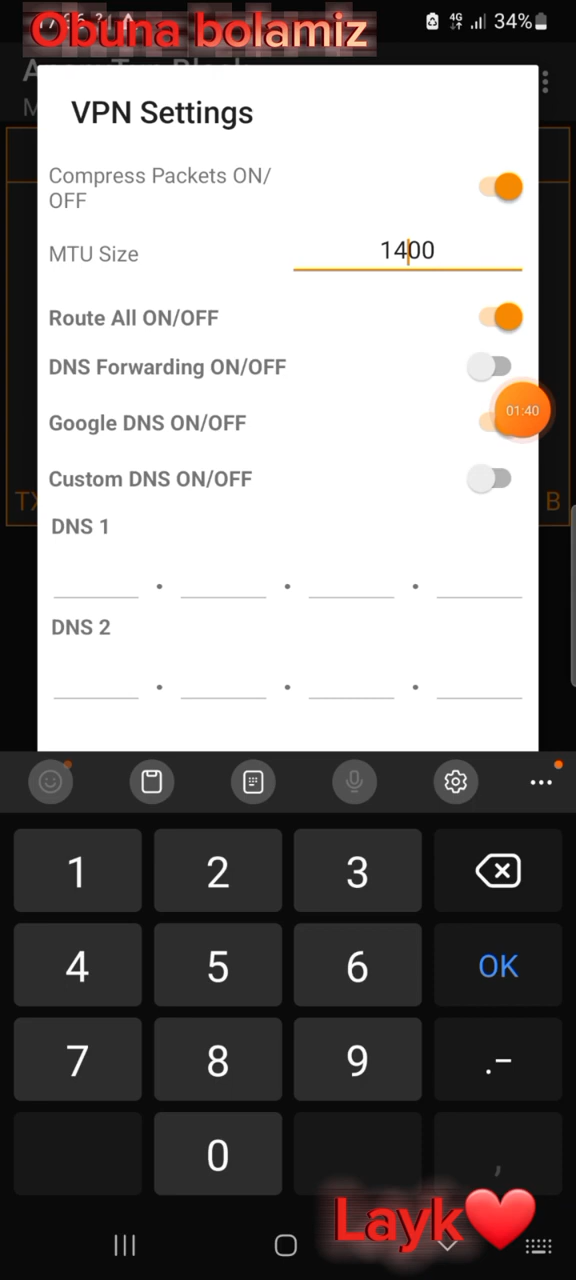 Obuna bolamiz
4G
34%
VPN Settings
Compress Packets ON/
OFF
MTU Size
1400
Route All ON/OFF
DNS Forwarding ON/OFF
Google DNS ON/OFF
01:40
Custom DNS ON/OFF
TX
B
DNS 1
. . .
DNS 2
. . .
1 2 3
4 5 6 OK
7 8 9 .-
0 ,
Layk